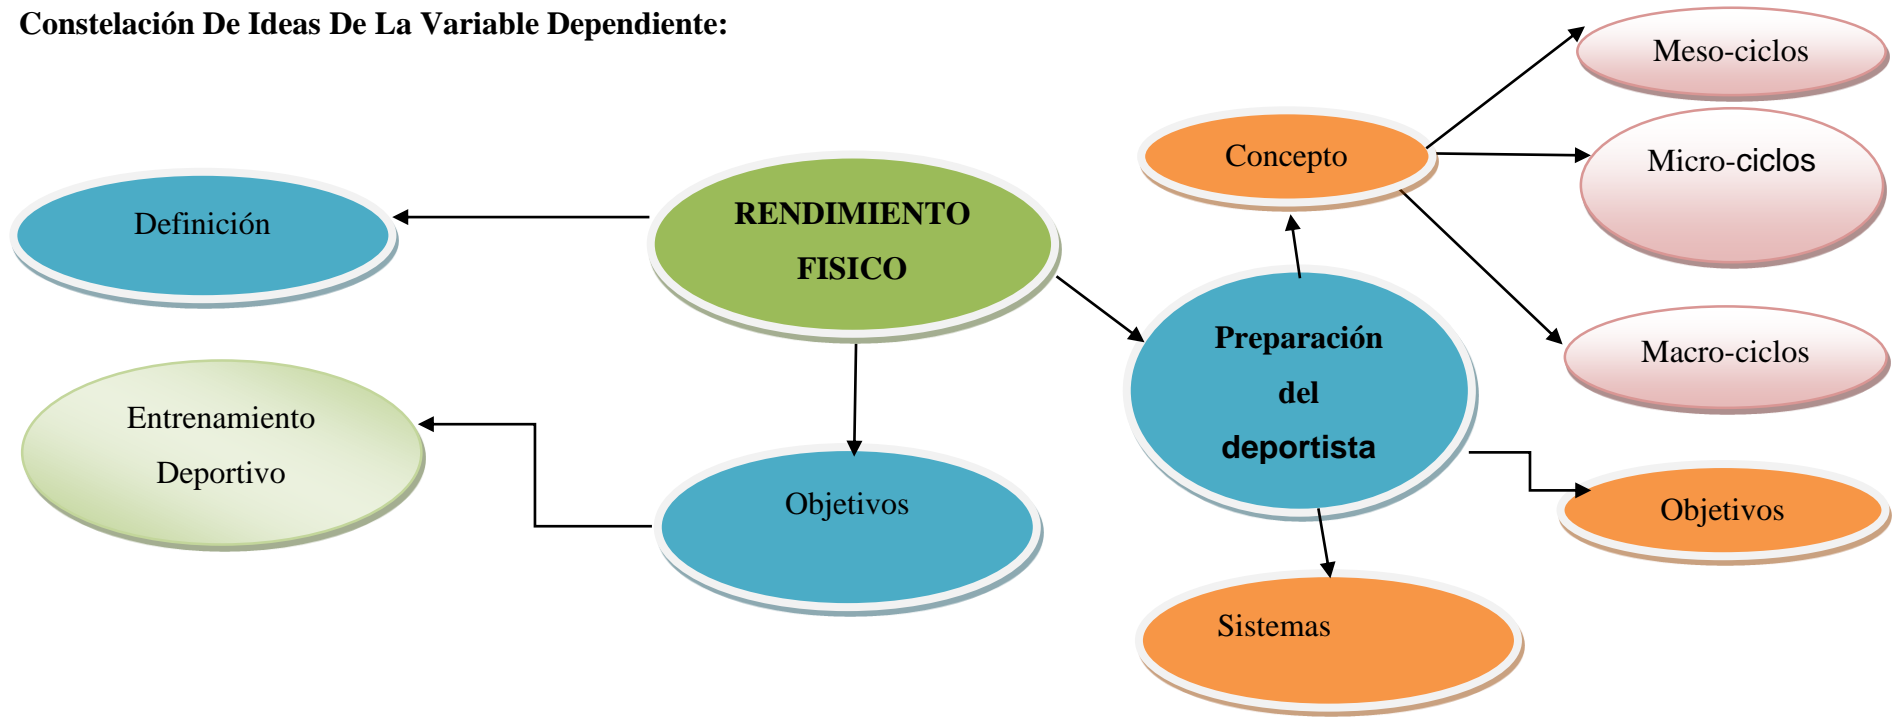 Constelación De Ideas De La Variable Dependiente:
Meso-ciclos
Concepto
Micro-ciclos
Definición
RENDIMIENTO
FISICO
Preparación
del
deportista
Macro-ciclos
Entrenamiento
Deportivo
Objetivos
Objetivos
Sistemas